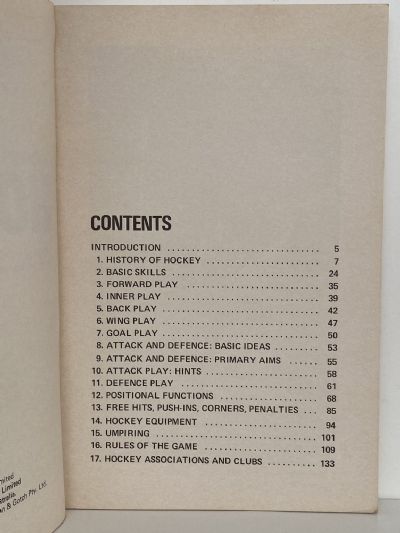 CONTENTS
INTRODUCTION .............................. 5
1. HISTORY OF HOCKEY ...................... 7
2. BASIC SKILLS .............................. 24
3. FORWARD PLAY .......................... 35
4. INNER PLAY .............................. 39
5. BACK PLAY .............................. 42
6. WING PLAY .............................. 47
7. GOAL PLAY .............................. 50
8. ATTACK AND DEFENCE: BASIC IDEAS ......... 53
9. ATTACK AND DEFENCE: PRIMARY AIMS ....... 55
10. ATTACK PLAY: HINTS ...................... 58
11. DEFENCE PLAY ............................ 61
12. POSITIONAL FUNCTIONS .................. 68
13. FREE HITS, PUSH-INS, CORNERS, PENALTIES ... 85
14. HOCKEY EQUIPMENT ...................... 94
15. UMPIRING ................................ 101
16. RULES OF THE GAME ...................... 109
17. HOCKEY ASSOCIATIONS AND CLUBS .......... 133
Limited
& Gotch Pty. Ltd.